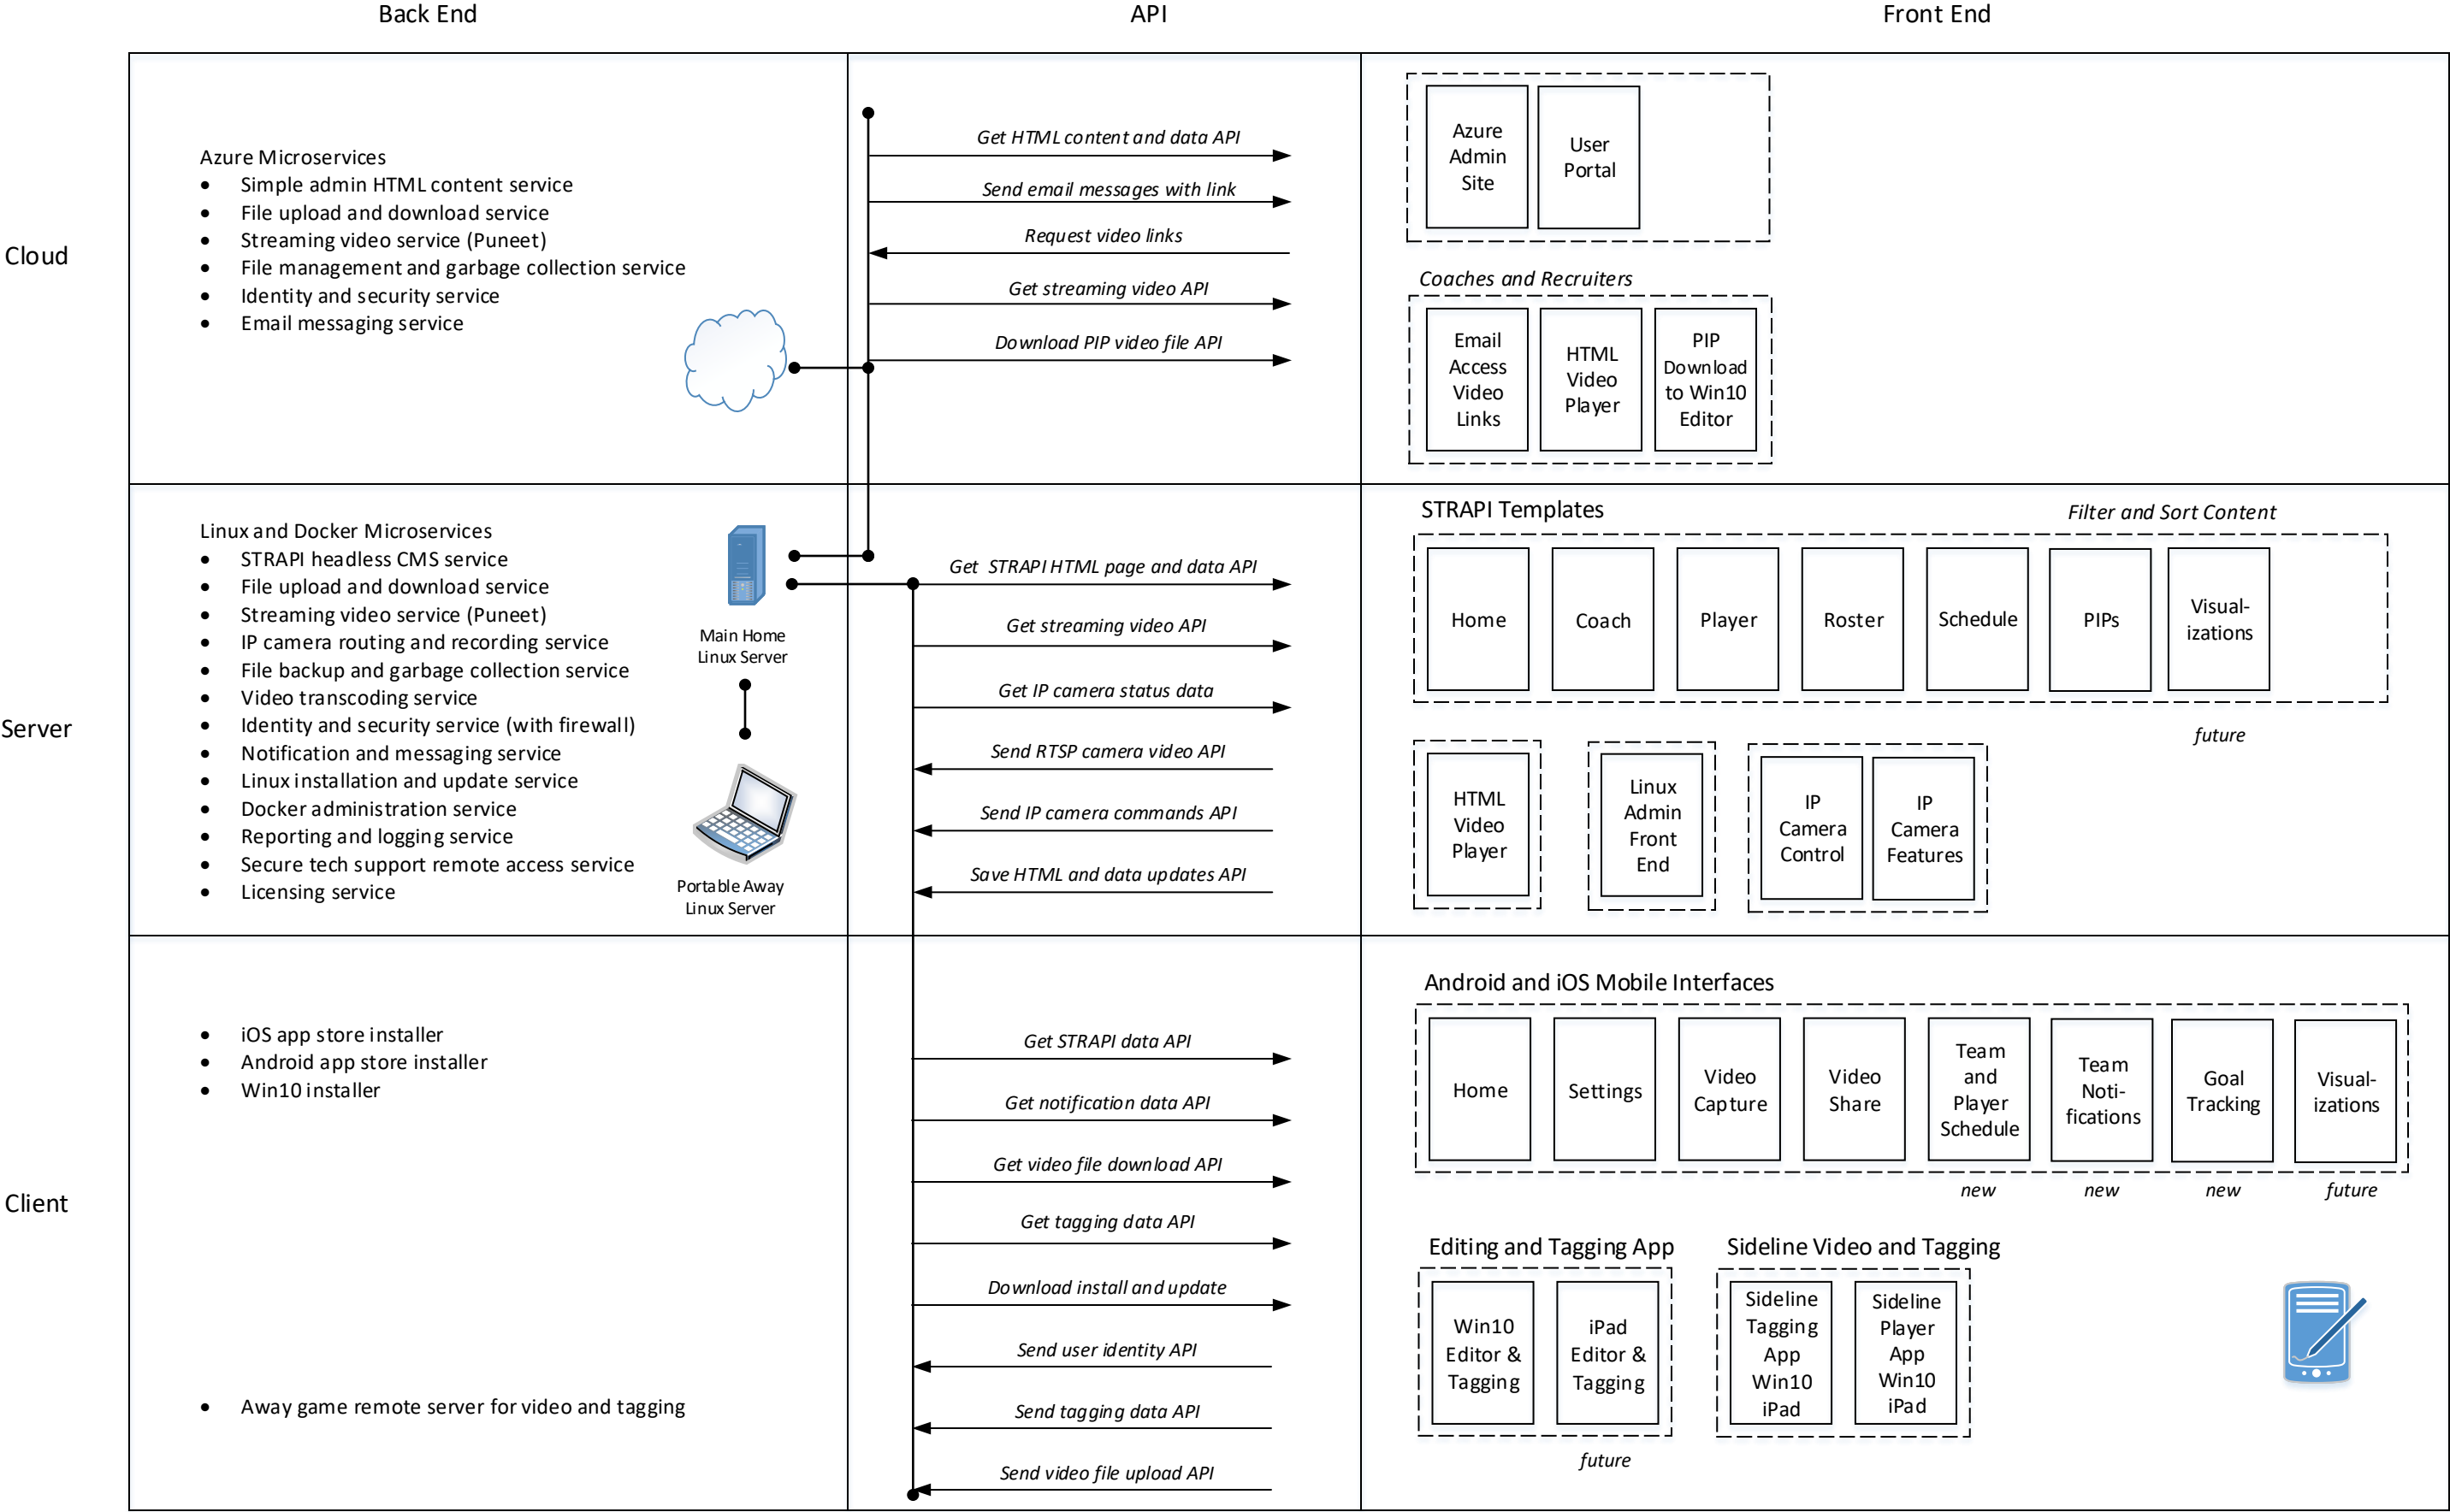 Back End
API
Front End
Cloud
Azure Microservices
• Simple admin HTML content service
• File upload and download service
• Streaming video service (Puneet)
• File management and garbage collection service
• Identity and security service
• Email messaging service
Get HTML content and data API
Send email messages with link
Request video links
Get streaming video API
Download PIP video file API
Azure
Admin
Site
User
Portal
Coaches and Recruiters
Email
Access
Video
Links
HTML
Video
Player
PIP
Download
to Win10
Editor
Server
Linux and Docker Microservices
• STRAPI headless CMS service
• File upload and download service
• Streaming video service (Puneet)
• IP camera routing and recording service
• File backup and garbage collection service
• Video transcoding service
• Identity and security service (with firewall)
• Notification and messaging service
• Linux installation and update service
• Docker administration service
• Reporting and logging service
• Secure tech support remote access service
• Licensing service
Main Home
Linux Server
Portable Away
Linux Server
Get STRAPI HTML page and data API
Get streaming video API
Get IP camera status data
Send RTSP camera video API
Send IP camera commands API
Save HTML and data updates API
STRAPI Templates
Filter and Sort Content
Home
Coach
Player
Roster
Schedule
PIPs
Visual-
izations
future
HTML
Video
Player
Linux
Admin
Front
End
IP
Camera
Control
IP
Camera
Features
Client
• iOS app store installer
• Android app store installer
• Win10 installer
• Away game remote server for video and tagging
Get STRAPI data API
Get notification data API
Get video file download API
Get tagging data API
Download install and update
Send user identity API
Send tagging data API
Send video file upload API
Android and iOS Mobile Interfaces
Home
Settings
Video
Capture
Video
Share
Team
and
Player
Schedule
Team
Noti-
fications
Goal
Tracking
Visual-
izations
new
new
new
future
Editing and Tagging App
Win10
Editor &
Tagging
iPad
Editor &
Tagging
future
Sideline Video and Tagging
Sideline
Tagging
App
Win10
iPad
Sideline
Player
App
Win10
iPad